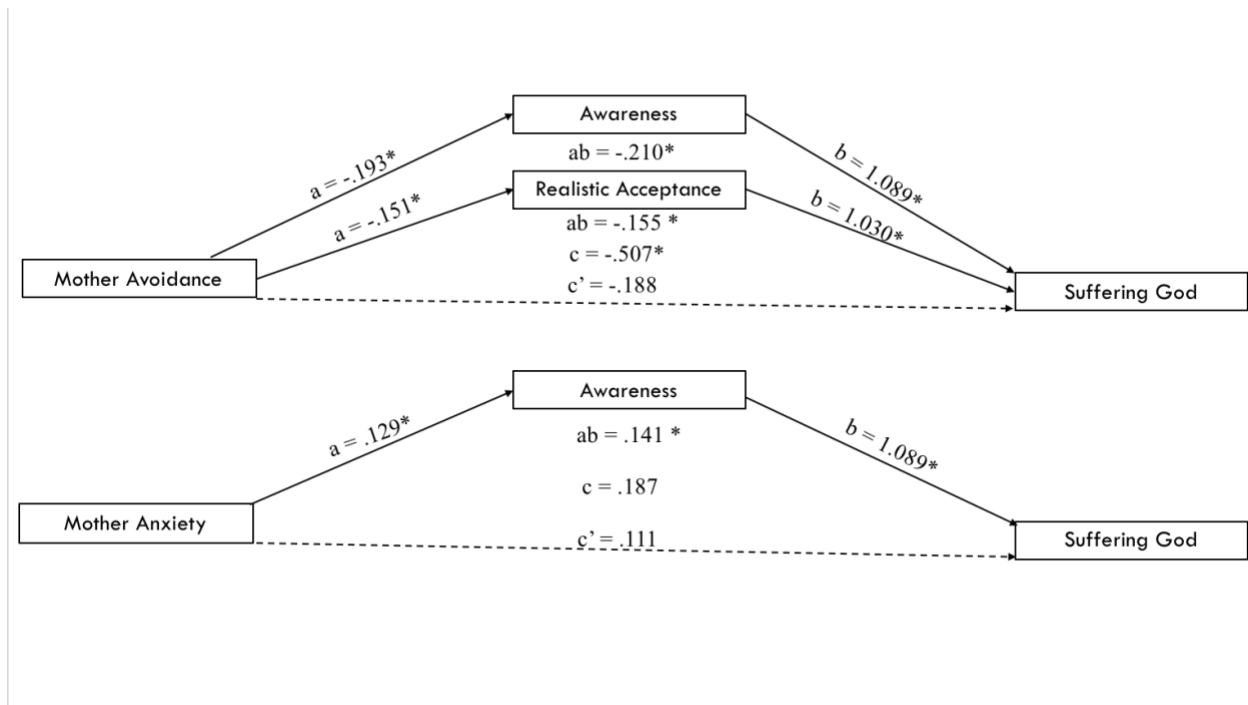 Awareness
ab = -.210*
a = -.193*
b = 1.089*
Realistic Acceptance
a = -.151*
b = 1.030*
ab = -.155 *
c = -.507*
c’ = -.188
Mother Avoidance
Suffering God
Awareness
a = .129*
ab = .141 *
b = 1.089*
c = .187
c’ = .111
Mother Anxiety
Suffering God